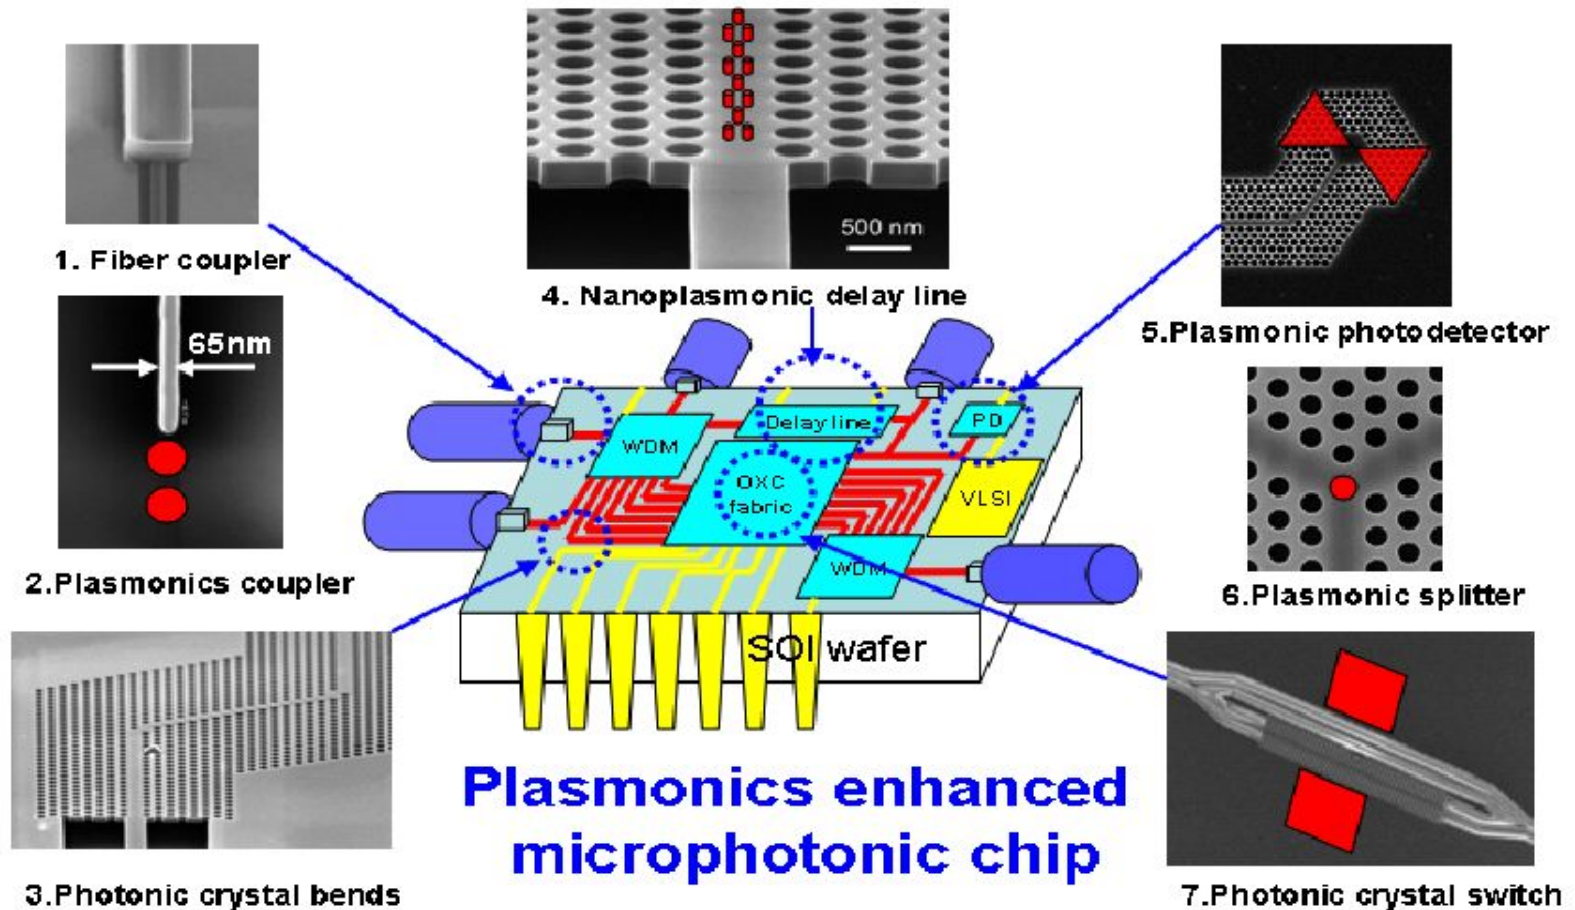 500 nm
1. Fiber coupler
4. Nanoplasmonic delay line
5.Plasmonic photodetector
65nm
2.Plasmonics coupler
WDM
Delay line
PD
OXC
fabric
VLSI
WDM
6.Plasmonic splitter
SOI wafer
Plasmonics enhanced
microphotonic chip
3.Photonic crystal bends
7.Photonic crystal switch